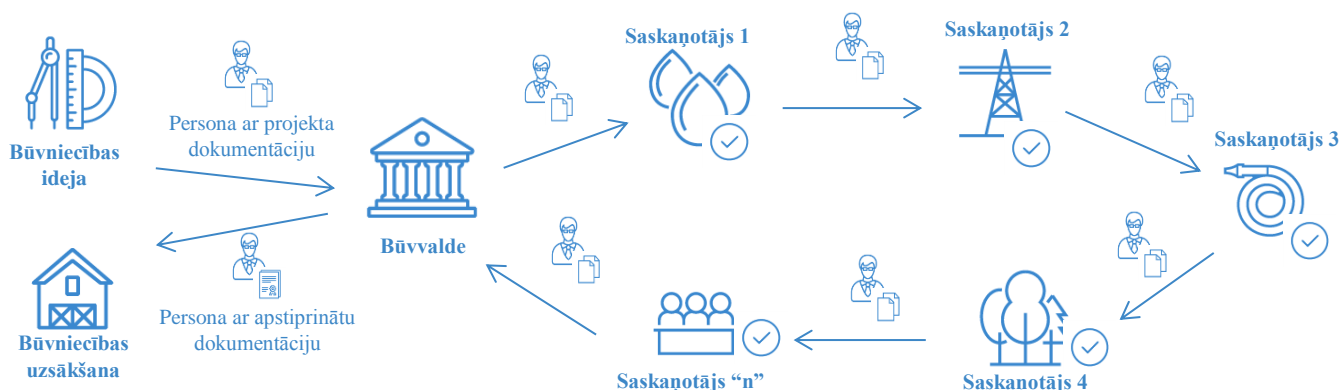 Būvniecības
ideja
Persona ar projekta
dokumentāciju
Būvvalde
Saskaņotājs 1
Saskaņotājs 2
Saskaņotājs 3
Saskaņotājs 4
Saskaņotājs “n”
Persona ar apstiprinātu
dokumentāciju
Būvniecības
uzsākšana